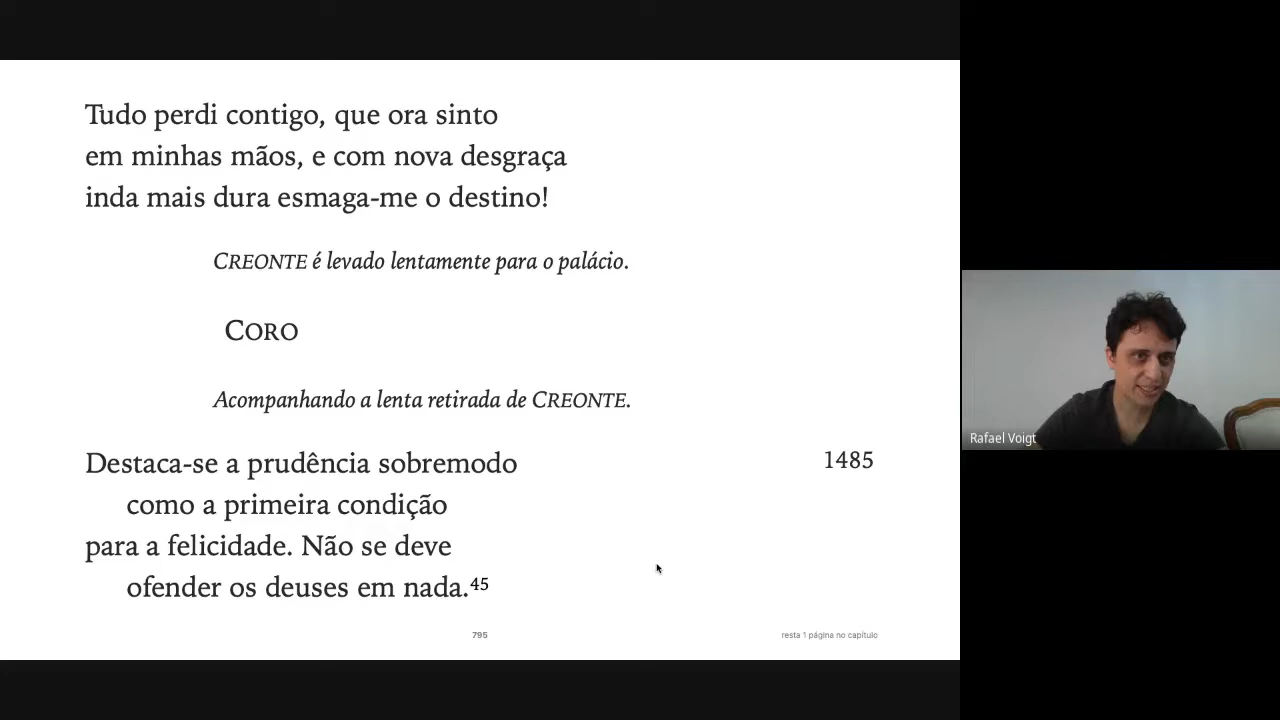 Tudo perdi contigo, que ora sinto
em minhas mãos, e com nova desgraça
inda mais dura esmaga-me o destino!
CREONTE é levado lentamente para o palácio.
CORO
Acompanhando a lenta retirada de CREONTE.
Destaca-se a prudência sobremodo 1485
como a primeira condição
para a felicidade. Não se deve
ofender os deuses em nada.45
795 resta 1 página no capítulo
Rafael Voigt